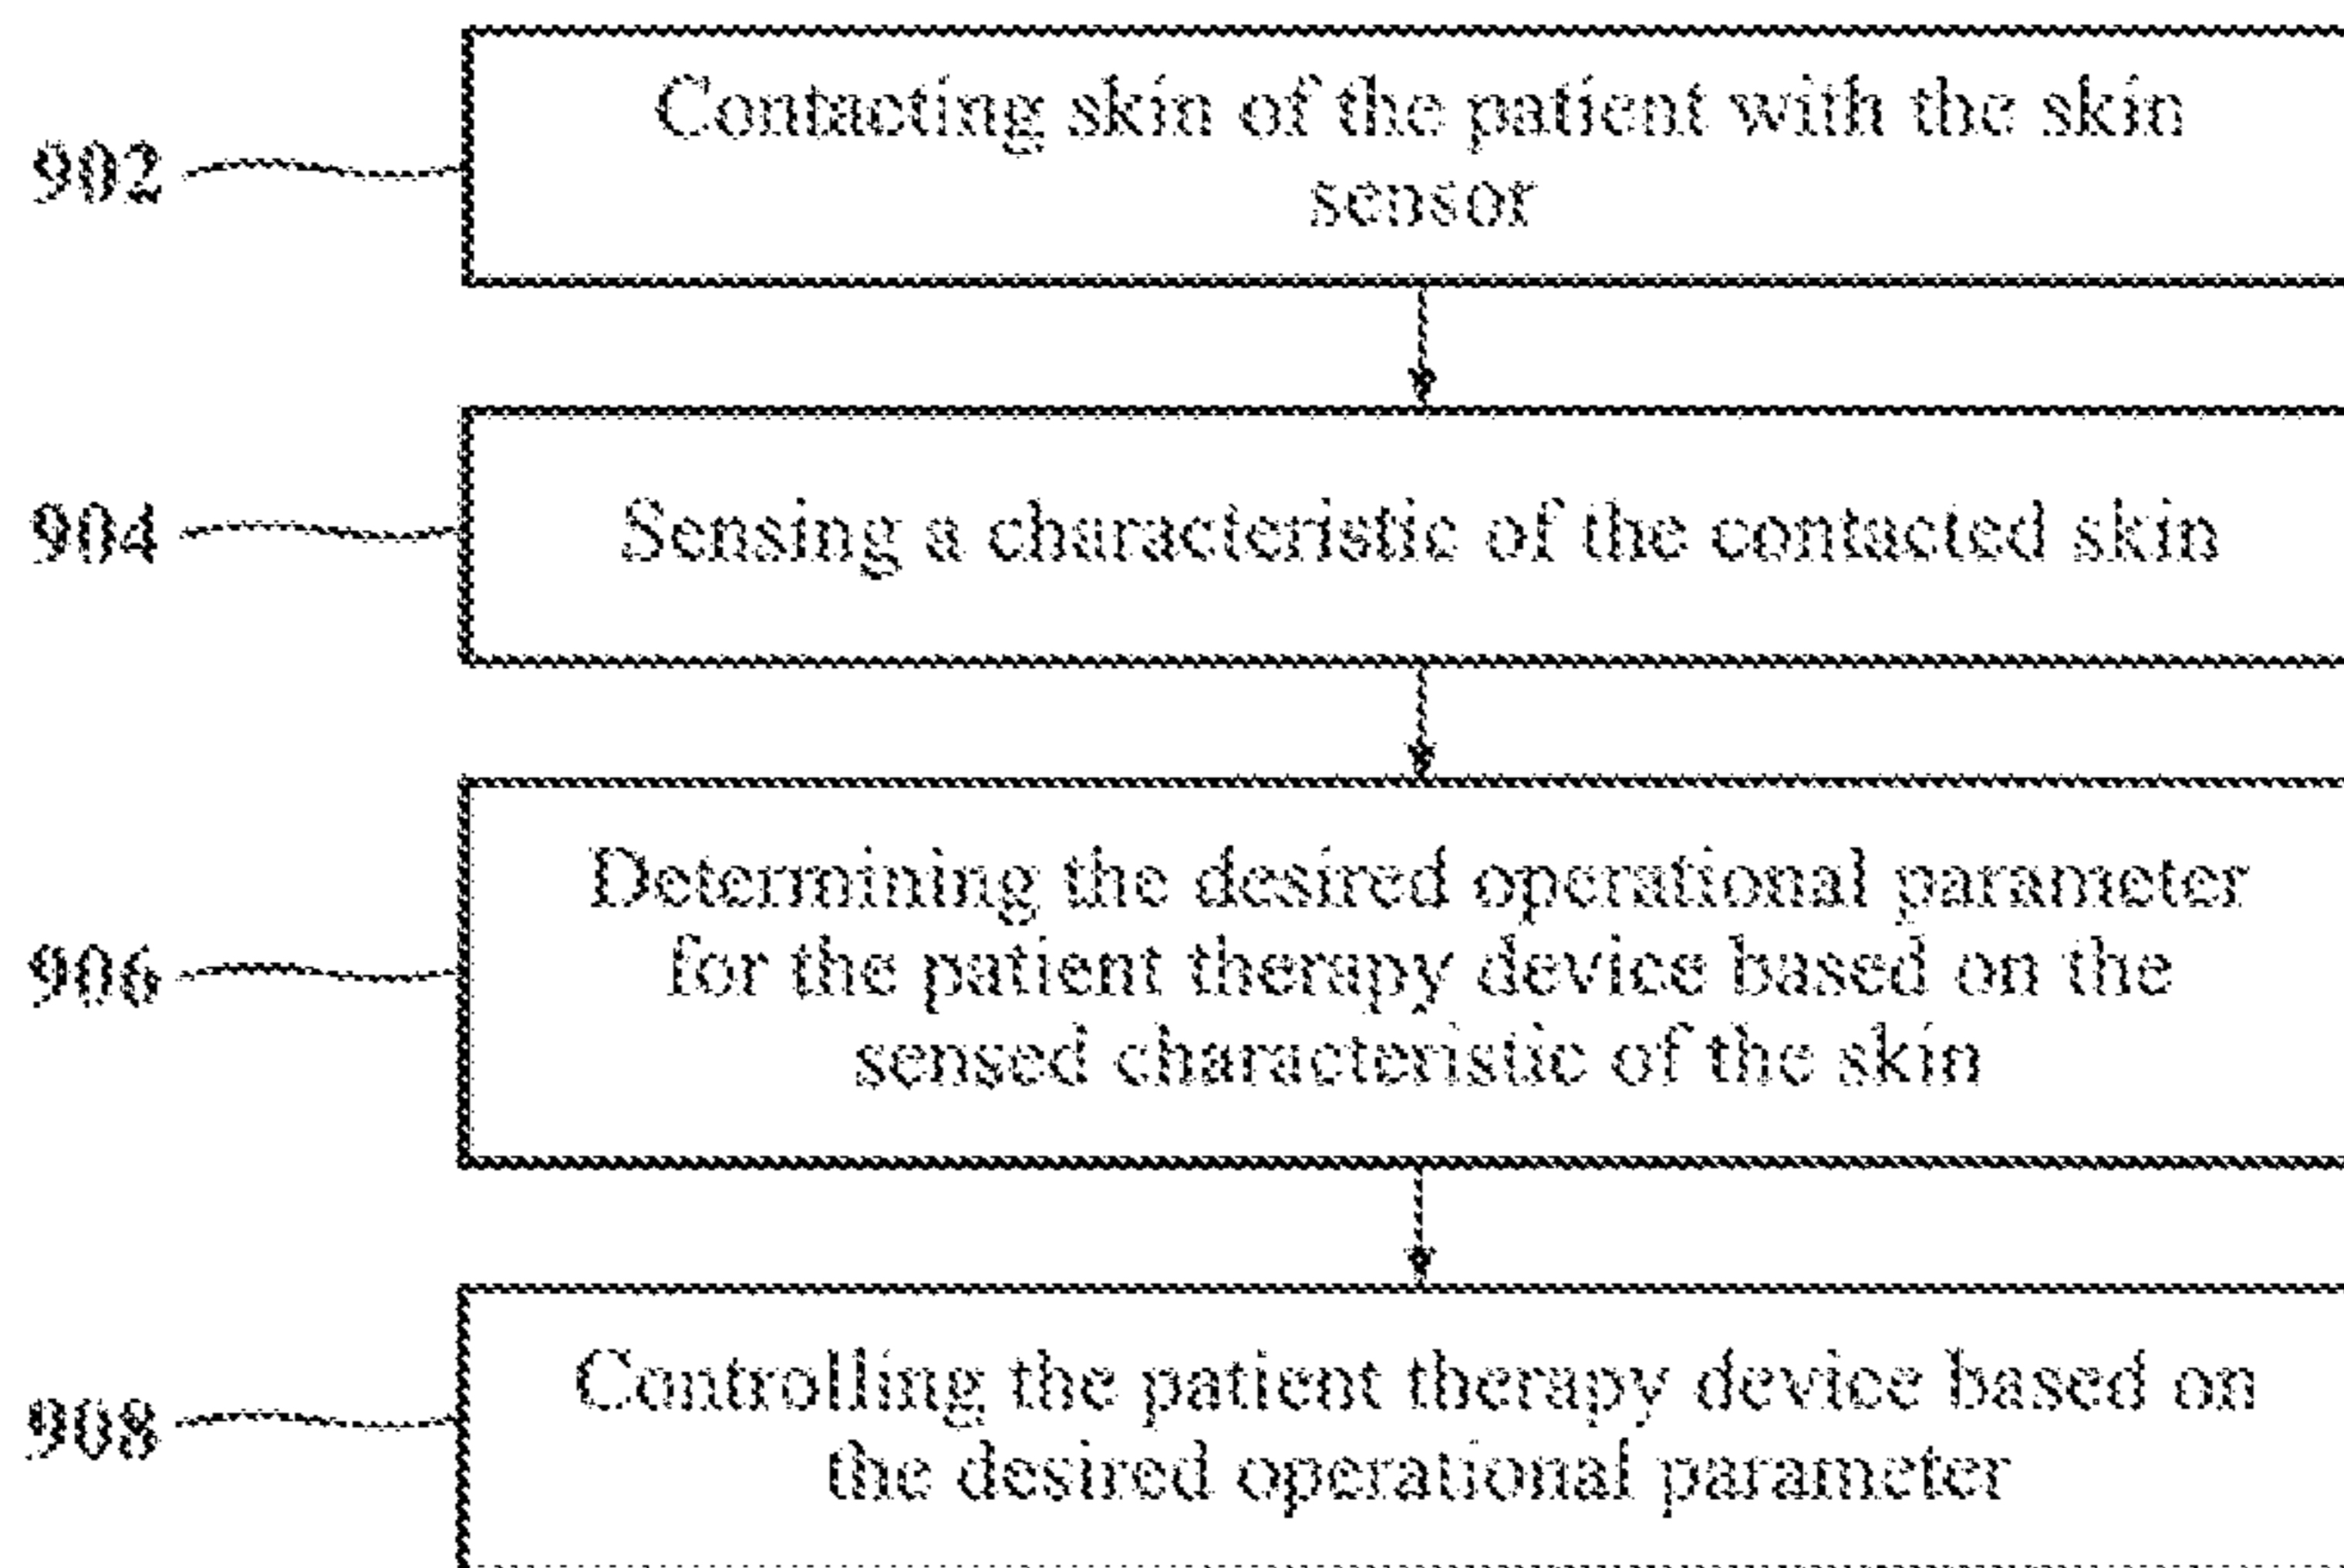 Contacting skin of the patient with the skin
sensor
902
904
Sensing a characteristic of the contacted skin
Determining the desired operational parameter
for the patient therapy device based on the
sensed characteristic of the skin
906
Controlling the patient therapy device based on
the desired operational parameter
908